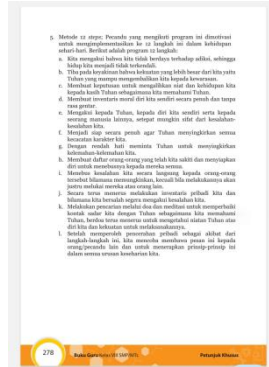 5. Metode 12 steps; Pecandu yang mengikuti program ini dimotivasi
untuk mengimplementasikan ke 12 langkah ini dalam kehidupan
sehari-hari. Berikut adalah program 12 langkah:
a. Kita mengakui bahwa kita tidak berdaya terhadap adiksi, sehingga
hidup kita menjadi tidak terkendali.
b. Tiba pada keyakinan bahwa kekuatan yang lebih besar dari kita yaitu
Tuhan yang mampu mengembalikan kita kepada kewarasan.
c. Membuat keputusan untuk mengalihkan niat dan kehidupan kita
kepada kasih Tuhan sebagaimana kita memahami Tuhan.
d. Membuat inventaris moral diri kita sendiri secara penuh dan tanpa
rasa gentar.
e. Mengakui kepada Tuhan, kepada diri kita sendiri serta kepada
seorang manusia lainnya, setepat mungkin sifat dari kesalahan-
kesalahan kita.
f. Menjadi siap secara penuh agar Tuhan menyingkirkan semua
kecacatan karakter kita.
g. Dengan rendah hati meminta Tuhan untuk menyingkirkan
kelemahan-kelemahan kita.
h. Membuat daftar orang-orang yang telah kita sakiti dan menyiapkan
diri untuk menebusnya kepada mereka semua.
i. Menebus kesalahan kita secara langsung kepada orang-orang
tersebut bilamana memungkinkan, kecuali bila melakukannya akan
justru melukai mereka atau orang lain.
j. Secara terus menerus melakukan inventaris pribadi kita dan
bilamana kita bersalah segera mengakui kesalahan kita.
k. Melakukan pencarian melalui doa dan meditasi untuk memperbaiki
kontak sadar kita dengan Tuhan sebagaimana kita memahami
Tuhan, berdoa terus menerus untuk mengetahui niatan Tuhan atas
diri kita dan kekuatan untuk melaksanakannya.
l. Setelah memperoleh pencerahan pribadi sebagai akibat dari
langkah-langkah ini, kita mencoba membawa pesan ini kepada
orang/pecandu lain dan untuk menerapkan prinsip-prinsip ini
dalam semua urusan keseharian kita.
278 Buku Guru Kelas VIII SMP/MTs Petunjuk Khusus